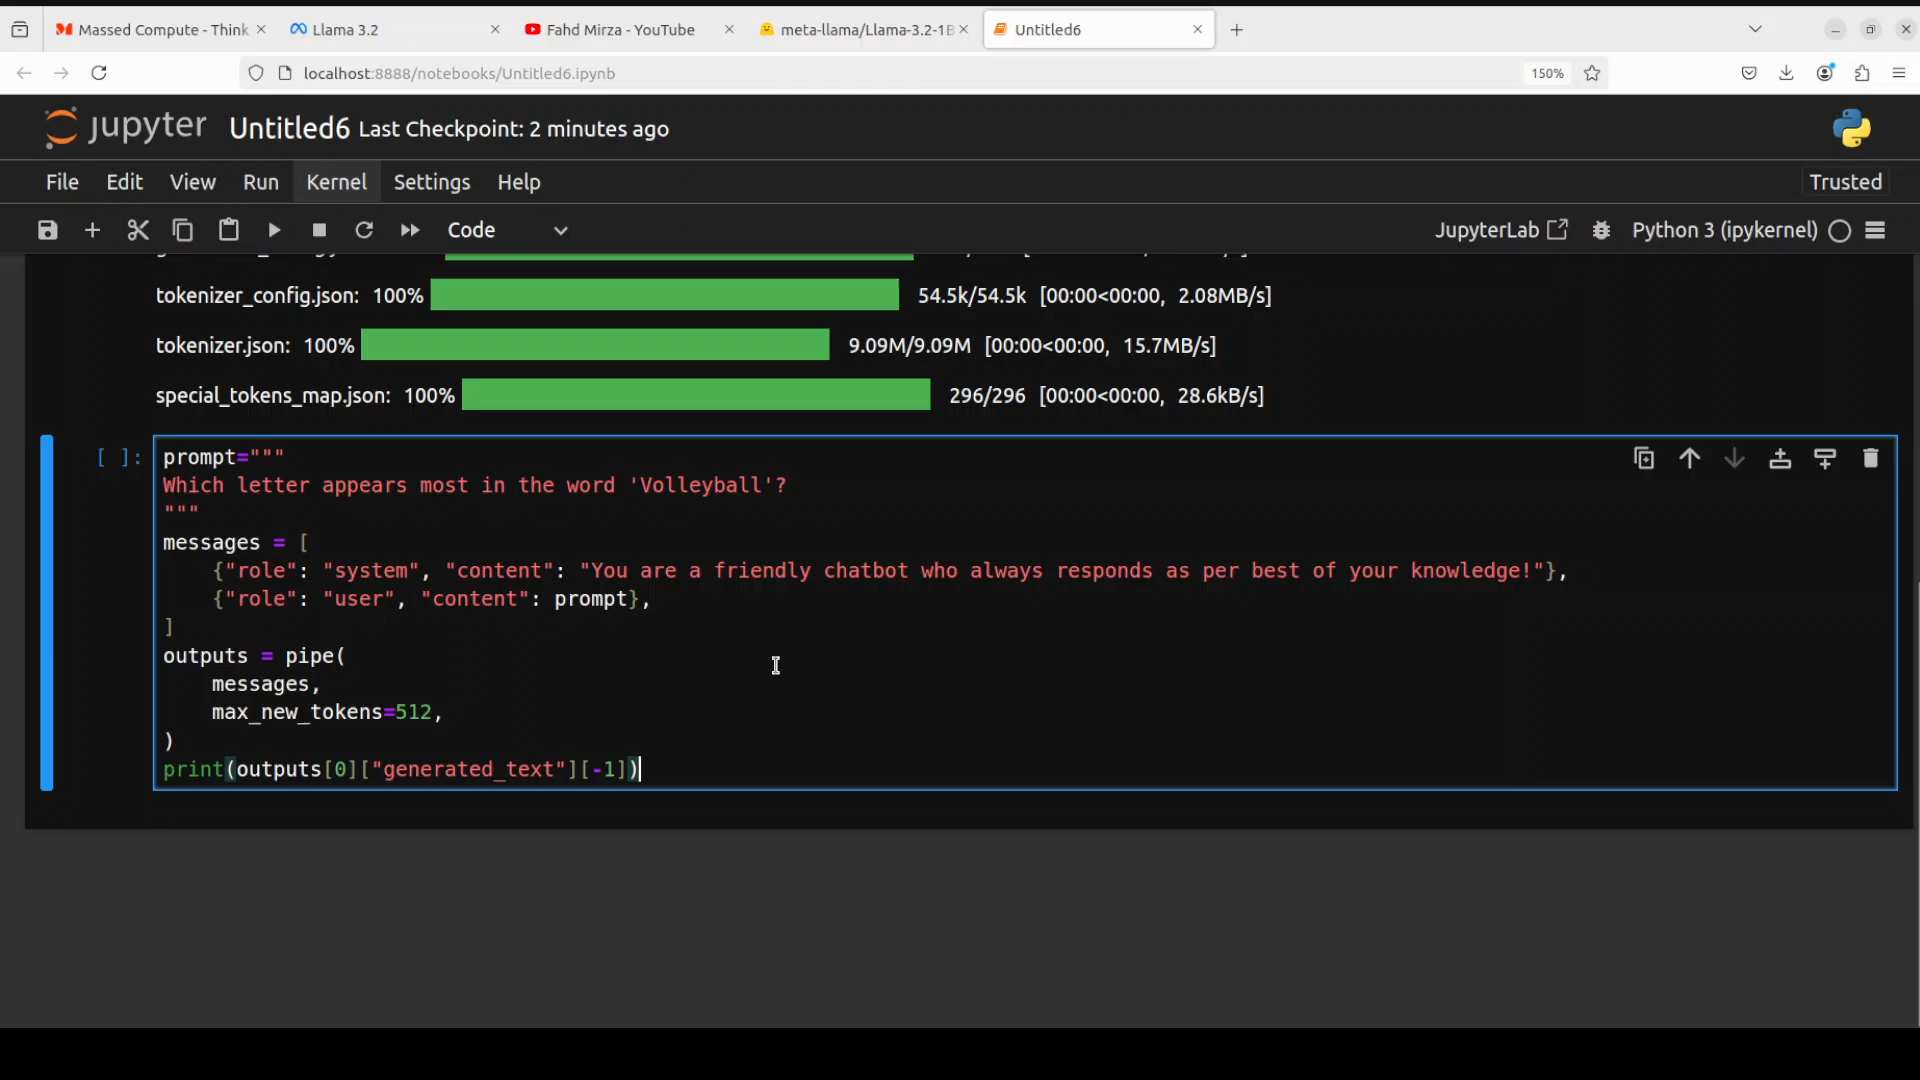 Massed Compute - Think
Llama 3.2
Fahd Mirza - YouTube
meta-llama/Llama-3.2-1B
Untitled6
localhost:8888/notebooks/Untitled6.ipynb
150%
jupyter
Untitled6 Last Checkpoint: 2 minutes ago
File Edit View Run Kernel Settings Help
Trusted
Code
JupyterLab
Python 3 (ipykernel)
tokenizer_config.json: 100% 54.5k/54.5k [00:00<00:00, 2.08MB/s]
tokenizer.json: 100% 9.09M/9.09M [00:00<00:00, 15.7MB/s]
special_tokens_map.json: 100% 296/296 [00:00<00:00, 28.6kB/s]
[ ]:
prompt="""
Which letter appears most in the word 'Volleyball'?
"""
messages = [
    {"role": "system", "content": "You are a friendly chatbot who always responds as per best of your knowledge!"},
    {"role": "user", "content": prompt},
]
outputs = pipe(
    messages,
    max_new_tokens=512,
)
print(outputs[0]["generated_text"][-1])